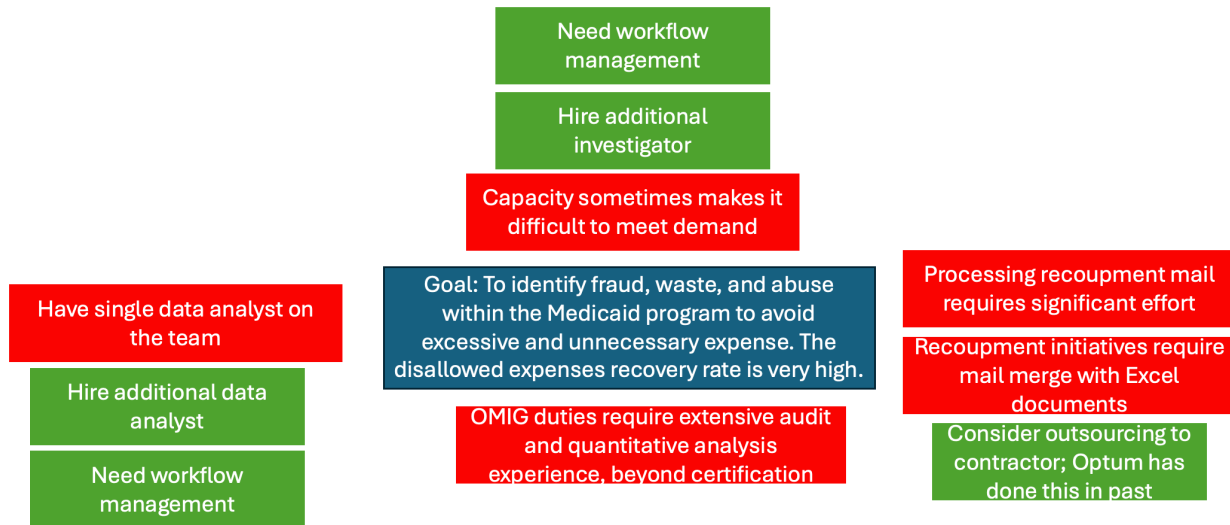 Need workflow
management
Hire additional
investigator
Capacity sometimes makes it
difficult to meet demand
Goal: To identify fraud, waste, and abuse
within the Medicaid program to avoid
excessive and unnecessary expense. The
disallowed expenses recovery rate is very high.
OMIG duties require extensive audit
and quantitative analysis
experience, beyond certification
Have single data analyst on
the team
Hire additional data
analyst
Need workflow
management
Processing recoupment mail
requires significant effort
Recoupment initiatives require
mail merge with Excel
documents
Consider outsourcing to
contractor; Optum has
done this in past